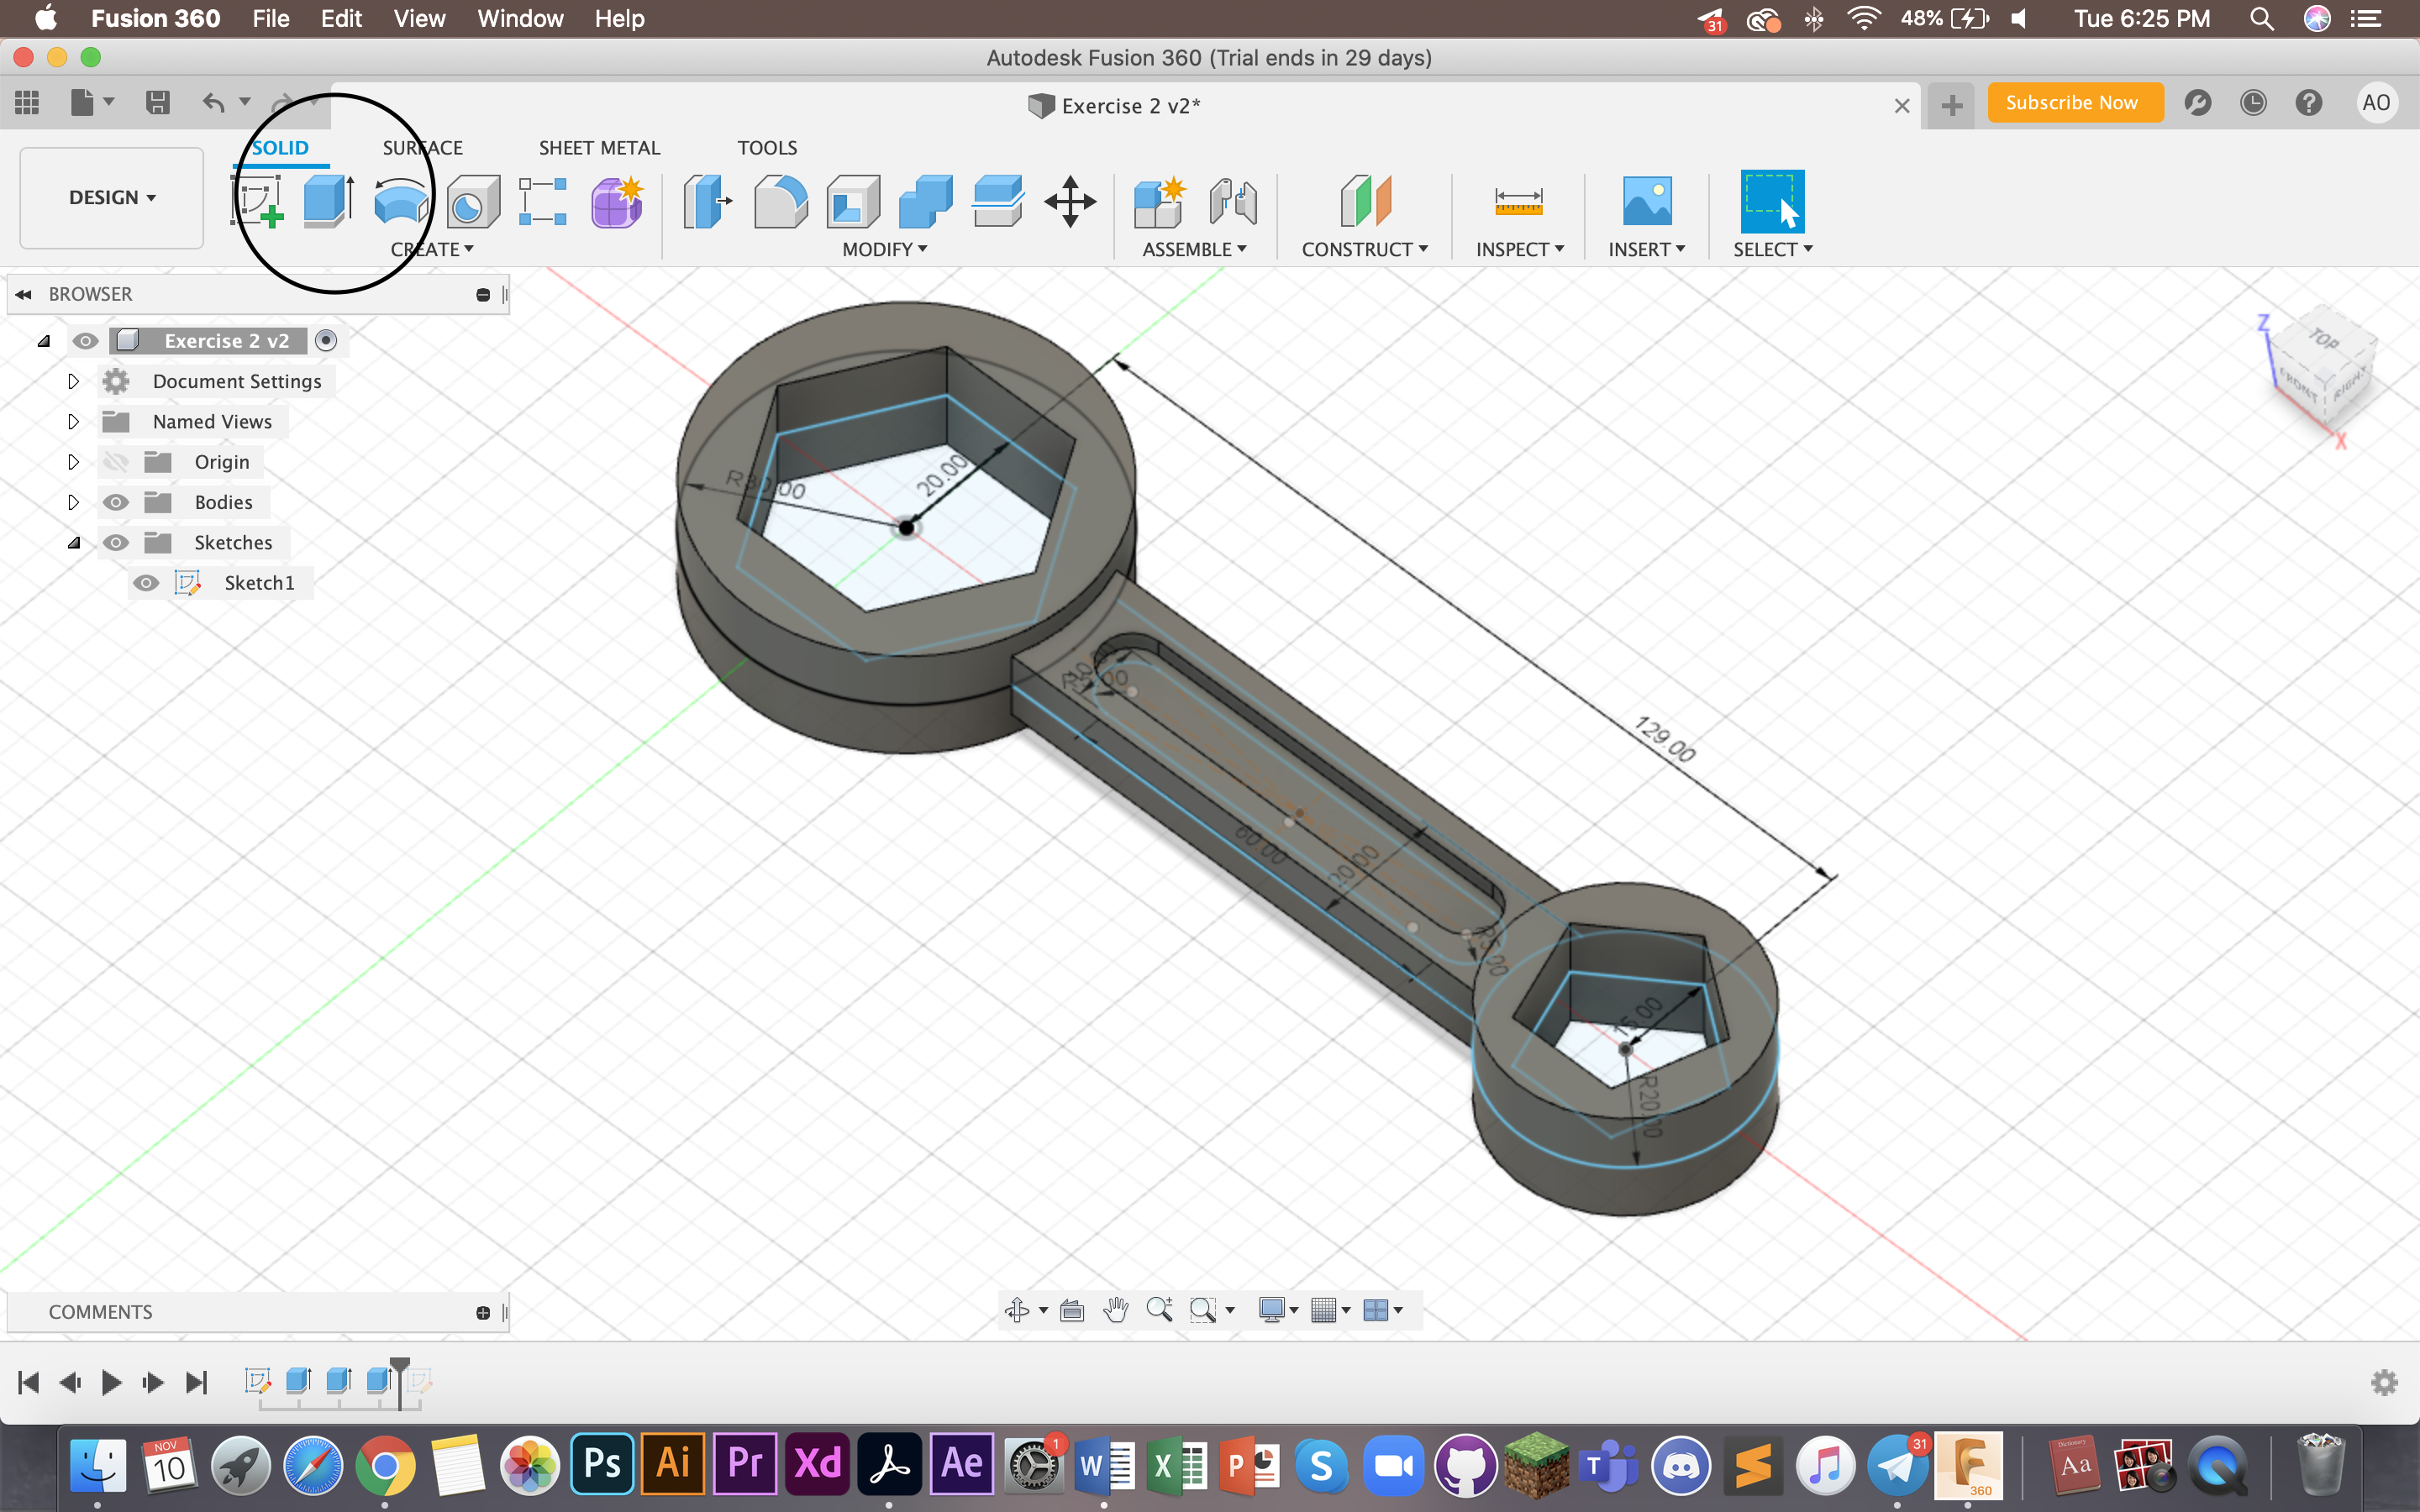 Fusion 360 File Edit View Window Help 31 48% Tue 6:25 PM
Autodesk Fusion 360 (Trial ends in 29 days)
Exercise 2 v2* Subscribe Now AO
SOLID SURFACE SHEET METAL TOOLS
DESIGN
CREATE MODIFY ASSEMBLE CONSTRUCT INSPECT INSERT SELECT
BROWSER
Exercise 2 v2
Document Settings
Named Views
Origin
Bodies
Sketches
Sketch1
Z
TOP
FRONT RIGHT
X
R30.00
20.00
129.00
60.00
20.00
R5.00
15.00
R20.00
COMMENTS
NOV
10
Ps Ai Pr Xd Ae 1 W X P S T 31 F
360
Dictionary
Aa